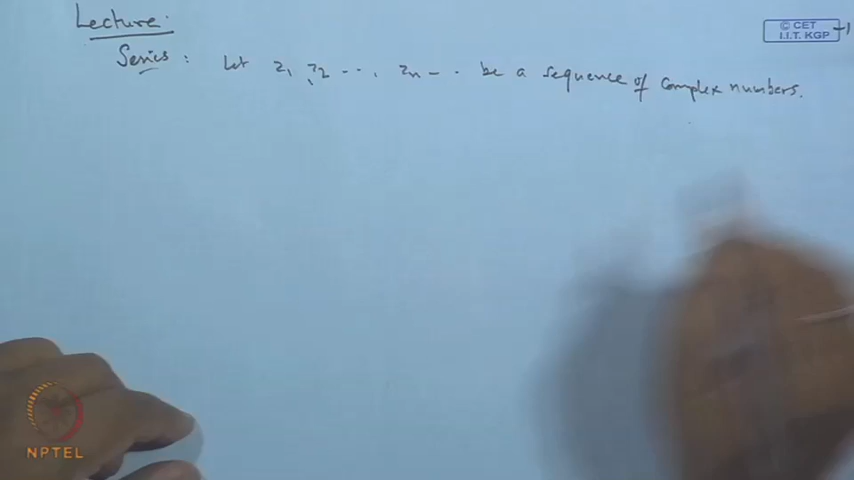 Lecture:
© CET
I.I.T. KGP
Series : Let z1, z2 ---, zn -- . be a sequence of complex numbers.
NPTEL